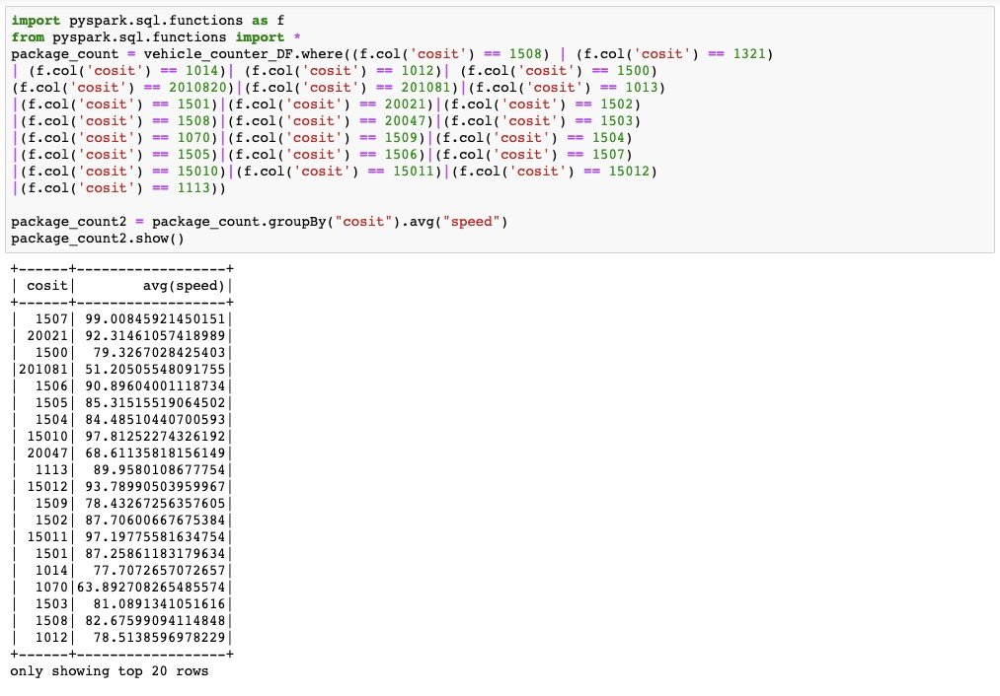 import pyspark.sql.functions as f
from pyspark.sql.functions import *
package_count = vehicle_counter_DF.where((f.col('cosit') == 1508) | (f.col('cosit') == 1321)
| (f.col('cosit') == 1014)| (f.col('cosit') == 1012)| (f.col('cosit') == 1500)
(f.col('cosit') == 2010820)|(f.col('cosit') == 201081)|(f.col('cosit') == 1013)
|(f.col('cosit') == 1501)|(f.col('cosit') == 20021)|(f.col('cosit') == 1502)
|(f.col('cosit') == 1508)|(f.col('cosit') == 20047)|(f.col('cosit') == 1503)
|(f.col('cosit') == 1070)|(f.col('cosit') == 1509)|(f.col('cosit') == 1504)
|(f.col('cosit') == 1505)|(f.col('cosit') == 1506)|(f.col('cosit') == 1507)
|(f.col('cosit') == 15010)|(f.col('cosit') == 15011)|(f.col('cosit') == 15012)
|(f.col('cosit') == 1113))
package_count2 = package_count.groupBy("cosit").avg("speed")
package_count2.show()
+------+------------------+
| cosit|        avg(speed)|
+------+------------------+
|  1507| 99.00845921450151|
| 20021| 92.31461057418989|
|  1500|  79.3267028425403|
|201081| 51.20505548091755|
|  1506| 90.89604001118734|
|  1505| 85.31515519064502|
|  1504| 84.48510440700593|
| 15010| 97.81252274326192|
| 20047| 68.61135818156149|
|  1113|  89.9580108677754|
| 15012| 93.78990503959967|
|  1509| 78.43267256357605|
|  1502| 87.70600667675384|
| 15011| 97.19775581634754|
|  1501| 87.25861183179634|
|  1014|  77.7072657072657|
|  1070|63.892708265485574|
|  1503|  81.0891341051616|
|  1508| 82.67599094114848|
|  1012|  78.5138596978229|
+------+------------------+
only showing top 20 rows